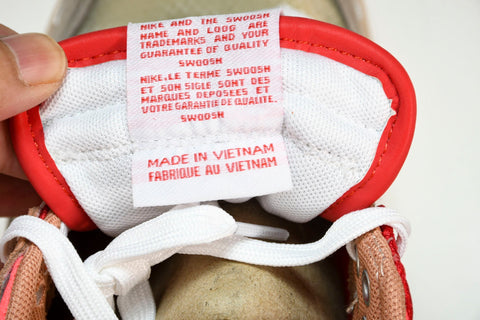 NIKE AND THE SWOOSH
NAME AND LOGO ARE
TRADEMARKS AND YOUR
GUARANTEE OF QUALITY
SWOOSH
NIKE, LE TERME SWOOSH
ET SON SIGLE SONT DES
MARQUES DEPOSÉES ET
VOTRE GARANTIE DE QUALITE.
SWOOSH
MADE IN VIETNAM
FABRIQUE AU VIETNAM